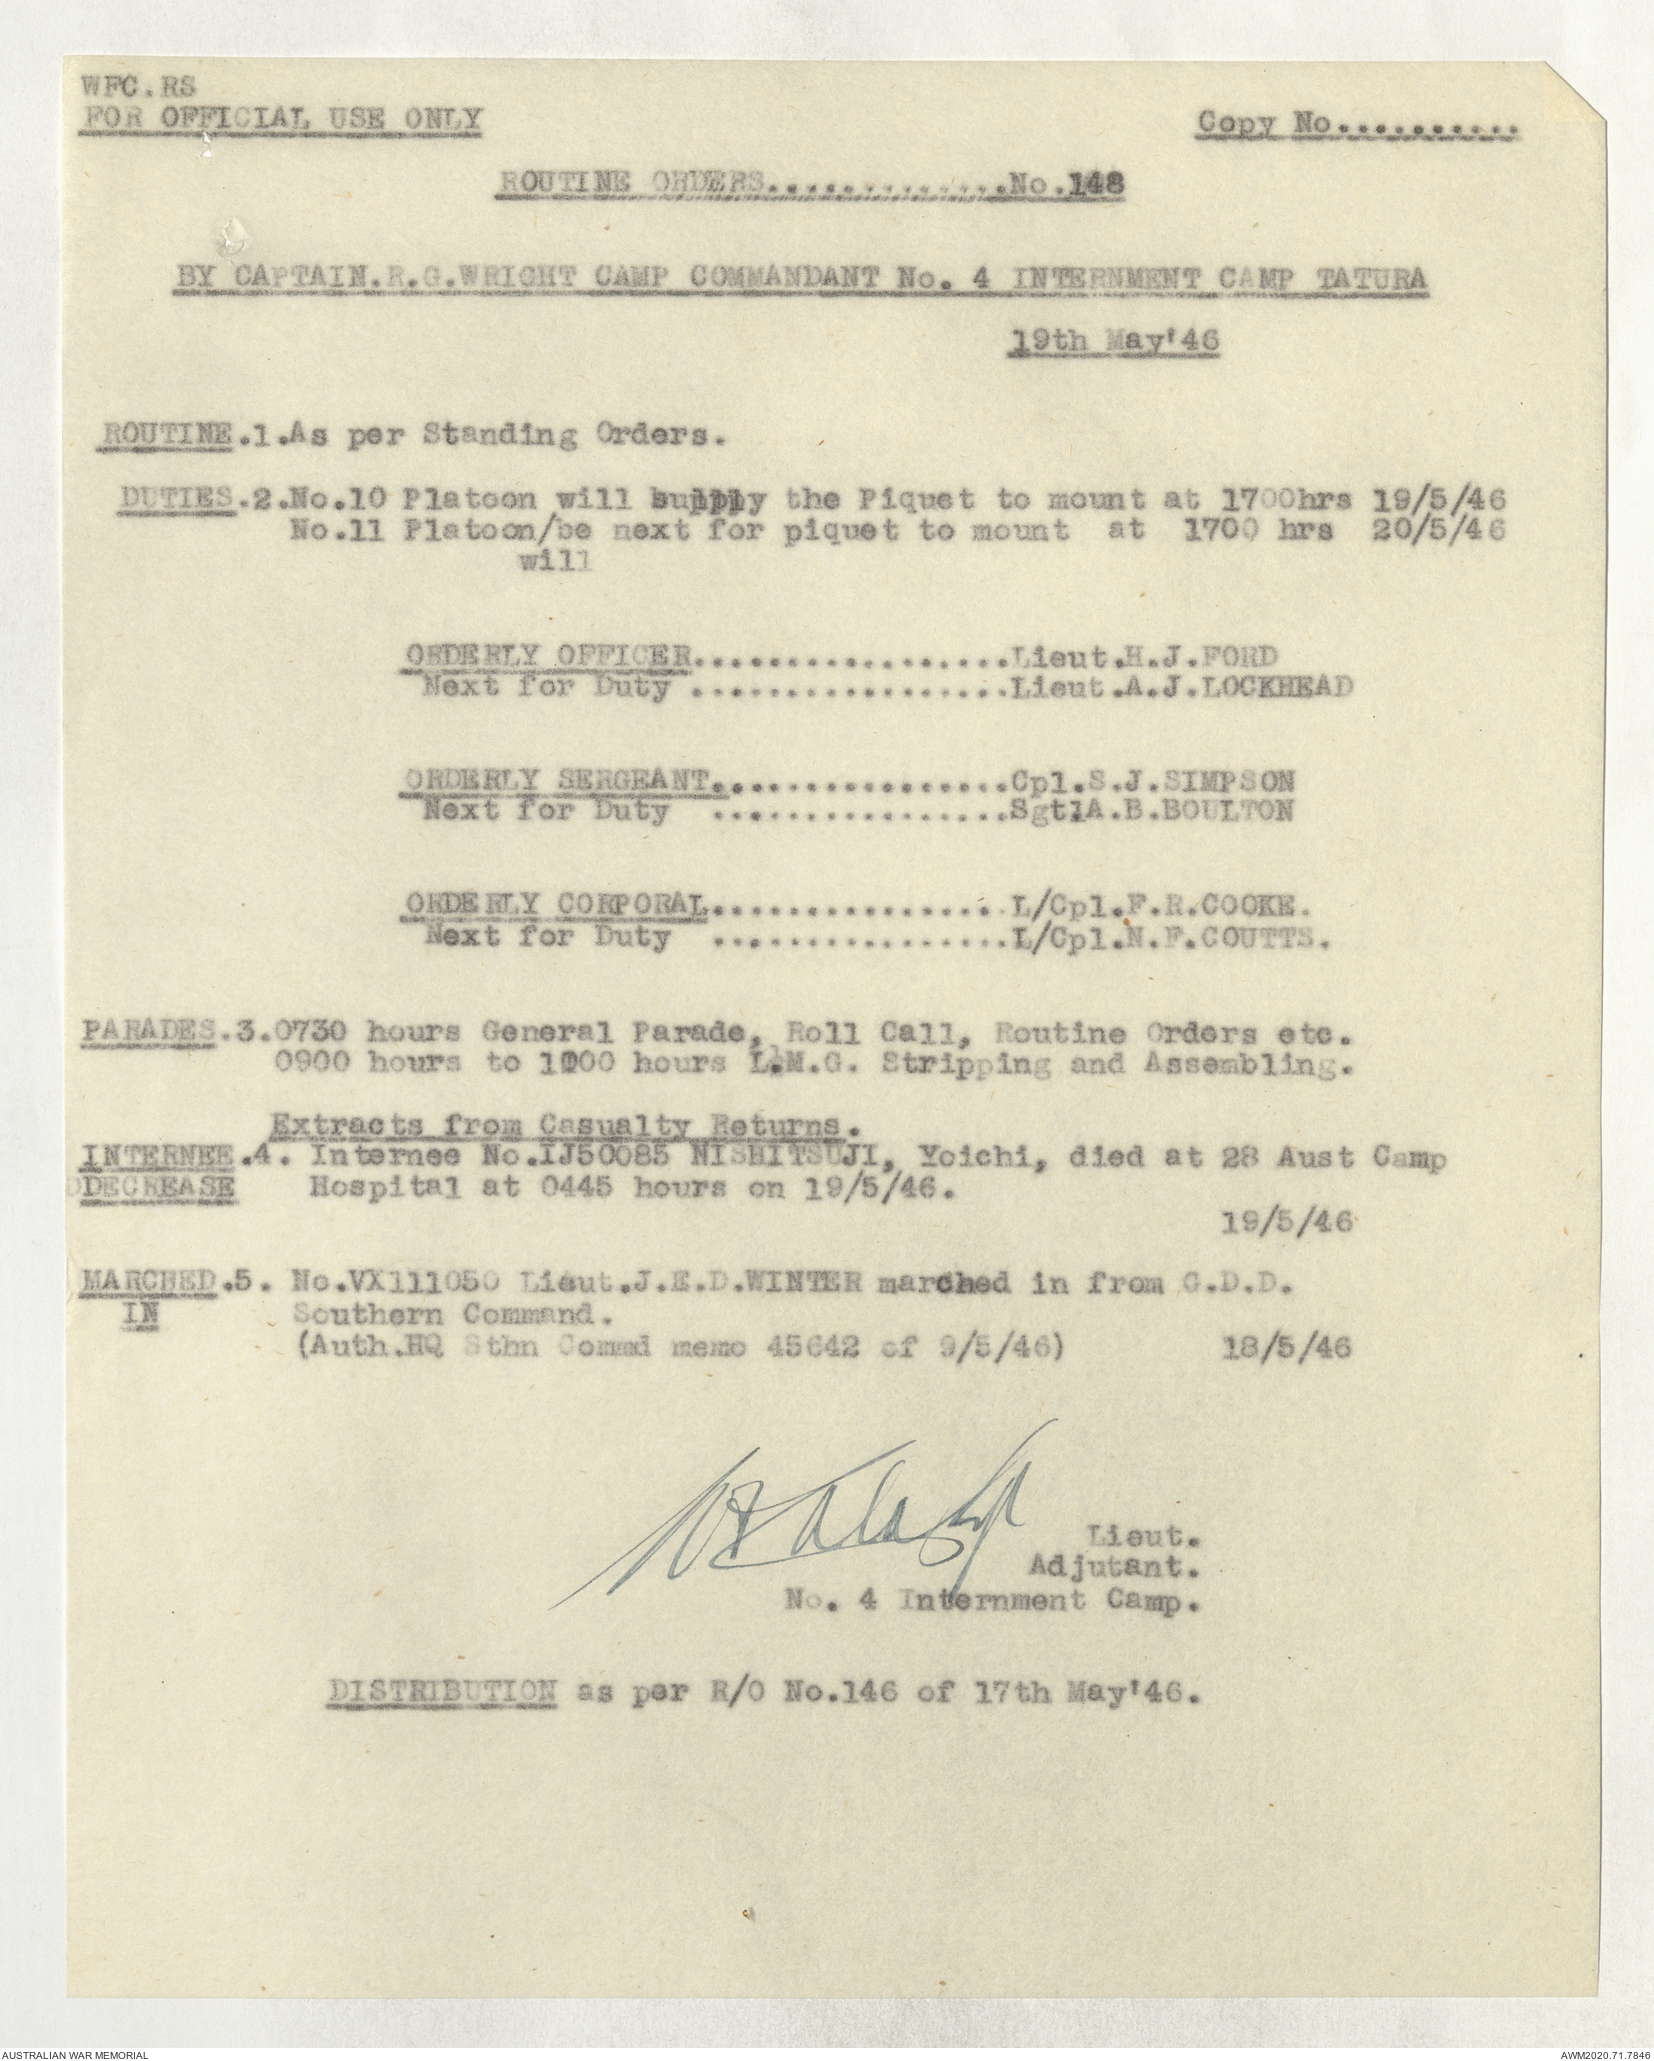 WFC.RS
FOR OFFICIAL USE ONLY
Copy No..........
ROUTINE ORDERS.............No.148
BY CAPTAIN.R.G.WRIGHT CAMP COMMANDANT No. 4 INTERNMENT CAMP TATURA
19th May'46
ROUTINE.1.As per Standing Orders.
DUTIES.2.No.10 Platoon will supply the Piquet to mount at 1700hrs 19/5/46
No.11 Platoon/be next for piquet to mount at 1700 hrs 20/5/46
will
ORDERLY OFFICER.................Lieut.H.J.FORD
Next for Duty .................Lieut.A.J.LOCKHEAD
ORDERLY SERGEANT................Cpl.S.J.SIMPSON
Next for Duty ................Sgt.A.B.BOULTON
ORDERLY CORPORAL................L/Cpl.F.R.COOKE.
Next for Duty ................L/Cpl.N.F.COUTTS.
PARADES.3.0730 hours General Parade, Roll Call, Routine Orders etc.
0900 hours to 1000 hours L.M.G. Stripping and Assembling.
Extracts from Casualty Returns.
INTERNEE.4. Internee No.IJ50085 NISHITSUJI, Yoichi, died at 28 Aust Camp
DECREASE Hospital at 0445 hours on 19/5/46.
19/5/46
MARCHED.5. No.VX111050 Lieut.J.E.D.WINTER marched in from G.D.D.
IN Southern Command.
(Auth.HQ Sthn Commd memo 45642 of 9/5/46) 18/5/46
Lieut.
Adjutant.
No. 4 Internment Camp.
DISTRIBUTION as per R/O No.146 of 17th May'46.
AUSTRALIAN WAR MEMORIAL
AWM2020.71.7846